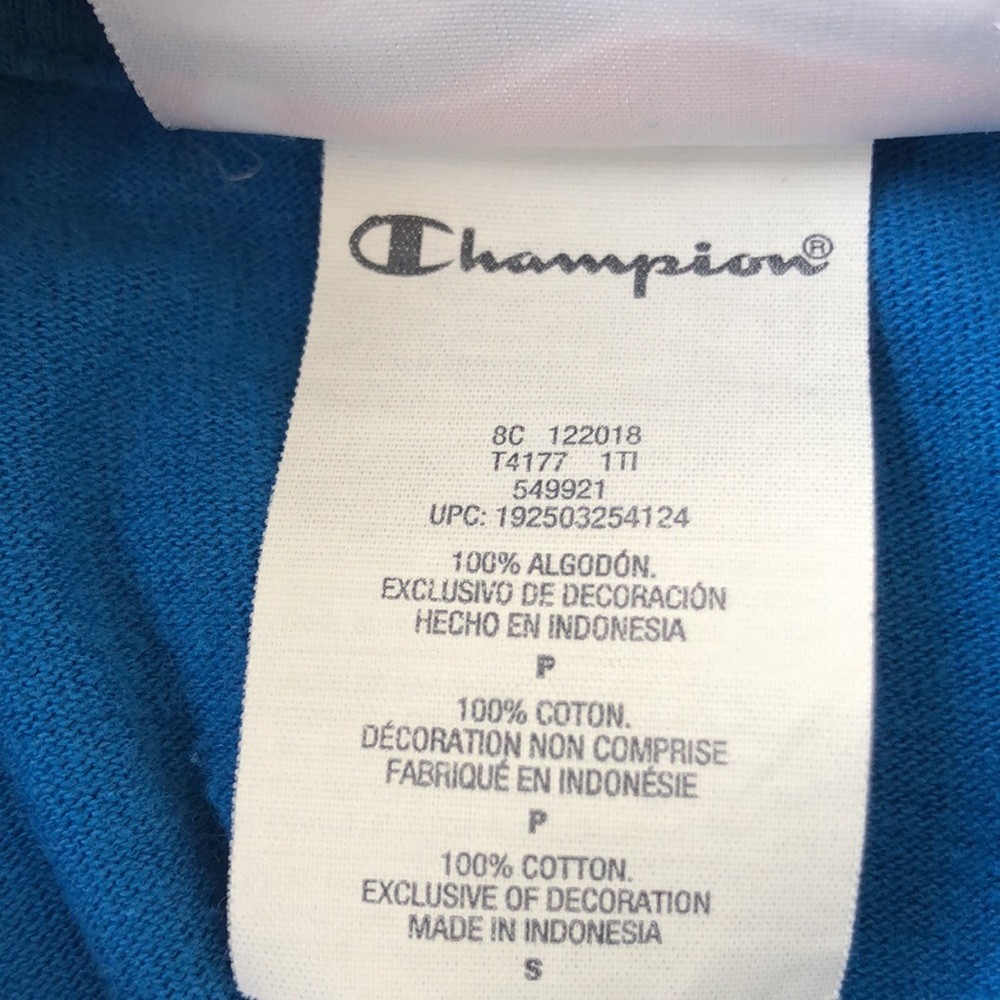 Champion®
8C 122018
T4177 1TI
549921
UPC: 192503254124
100% ALGODÓN.
EXCLUSIVO DE DECORACIÓN
HECHO EN INDONESIA
P
100% COTON.
DÉCORATION NON COMPRISE
FABRIQUÉ EN INDONÉSIE
P
100% COTTON.
EXCLUSIVE OF DECORATION
MADE IN INDONESIA
S